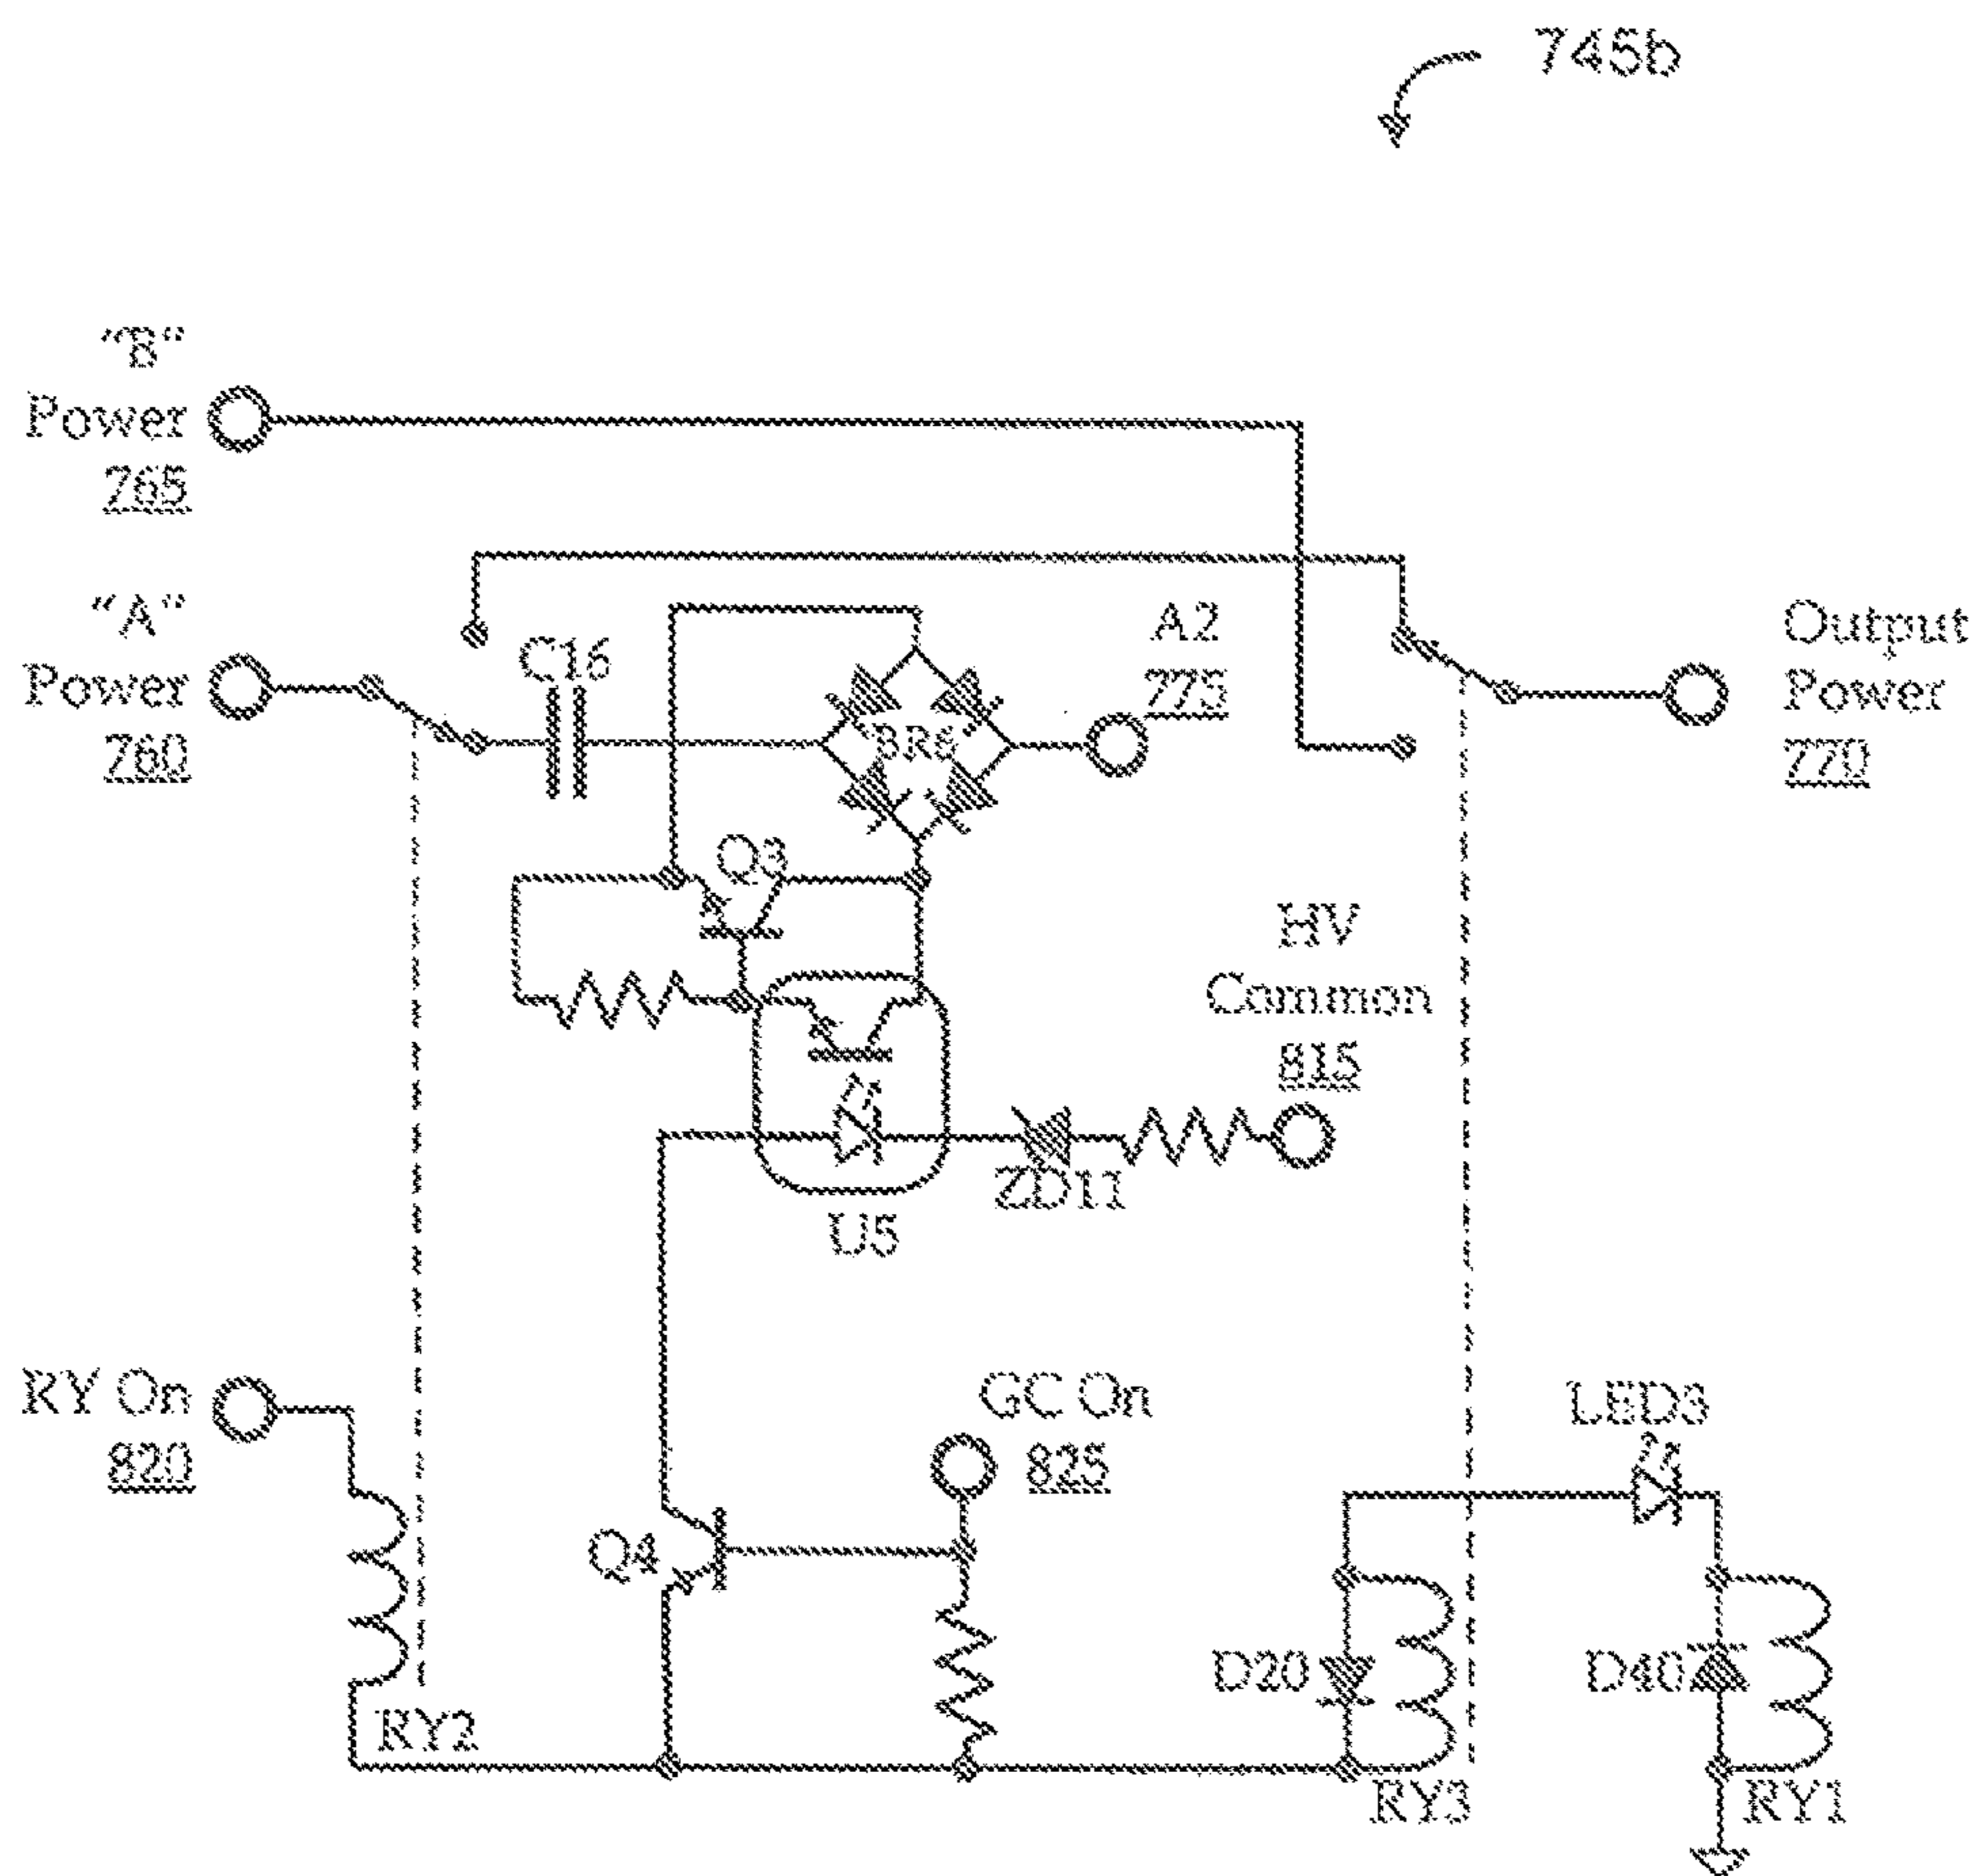 745b
"B"
Power
765
"A"
Power
760
C16
BR6
A2
775
Output
Power
770
Q3
HV
Common
815
ZD11
U5
RY On
820
GC On
825
LED3
Q4
D20
D40
RY2
RY3
RY1